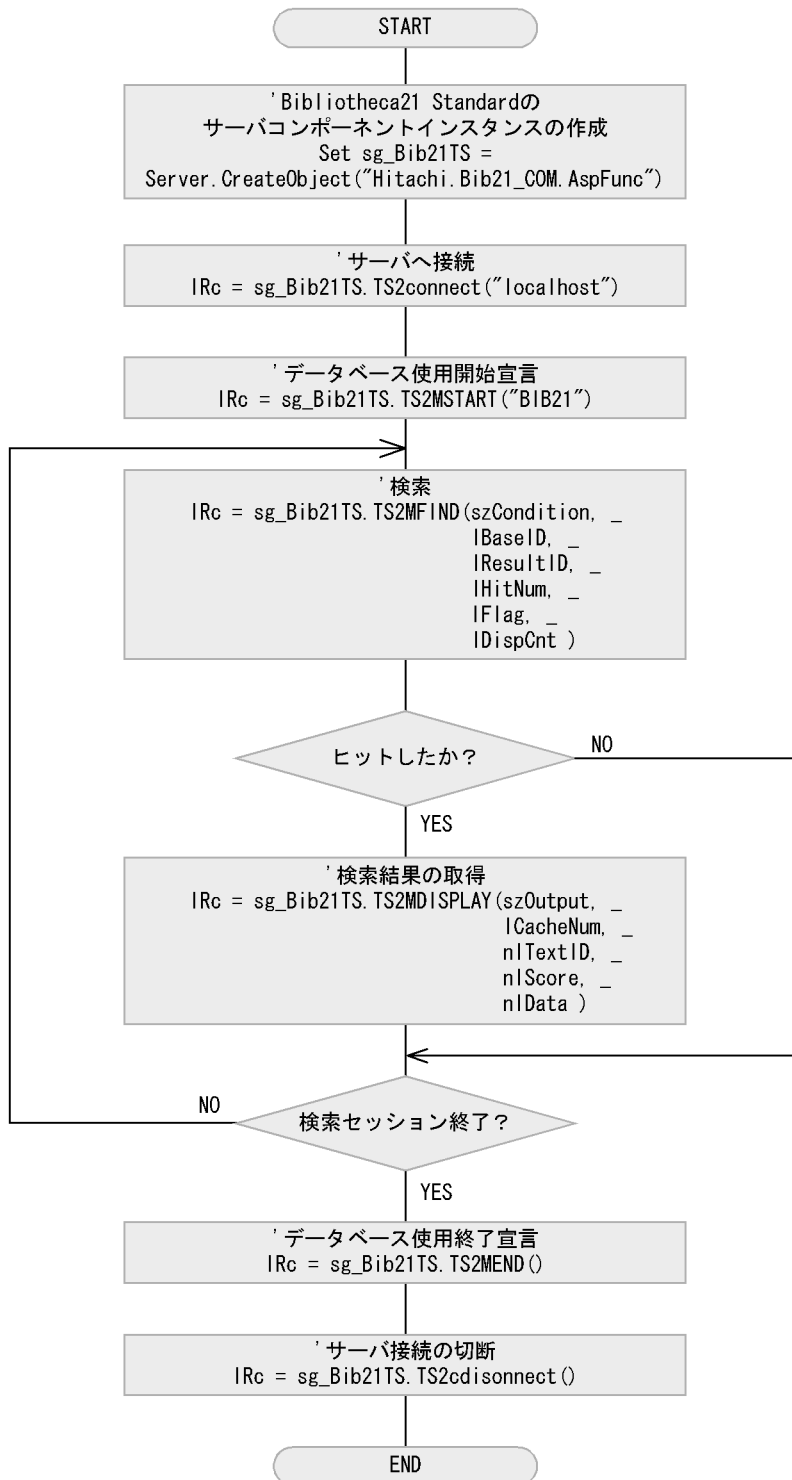 START
'Bibliotheca21 Standardの
サーバコンポーネントインスタンスの作成
Set sg_Bib21TS =
Server.CreateObject("Hitachi.Bib21_COM.AspFunc")
'サーバへ接続
lRc = sg_Bib21TS.TS2connect("localhost")
'データベース使用開始宣言
lRc = sg_Bib21TS.TS2MSTART("BIB21")
'検索
lRc = sg_Bib21TS.TS2MFIND(szCondition, _
lBaseID, _
lResultID, _
lHitNum, _
lFlag, _
lDispCnt )
ヒットしたか？
NO
YES
'検索結果の取得
lRc = sg_Bib21TS.TS2MDISPLAY(szOutput, _
lCacheNum, _
nlTextID, _
nlScore, _
nlData )
NO
検索セッション終了？
YES
'データベース使用終了宣言
lRc = sg_Bib21TS.TS2MEND()
'サーバ接続の切断
lRc = sg_Bib21TS.TS2cdisonnect()
END